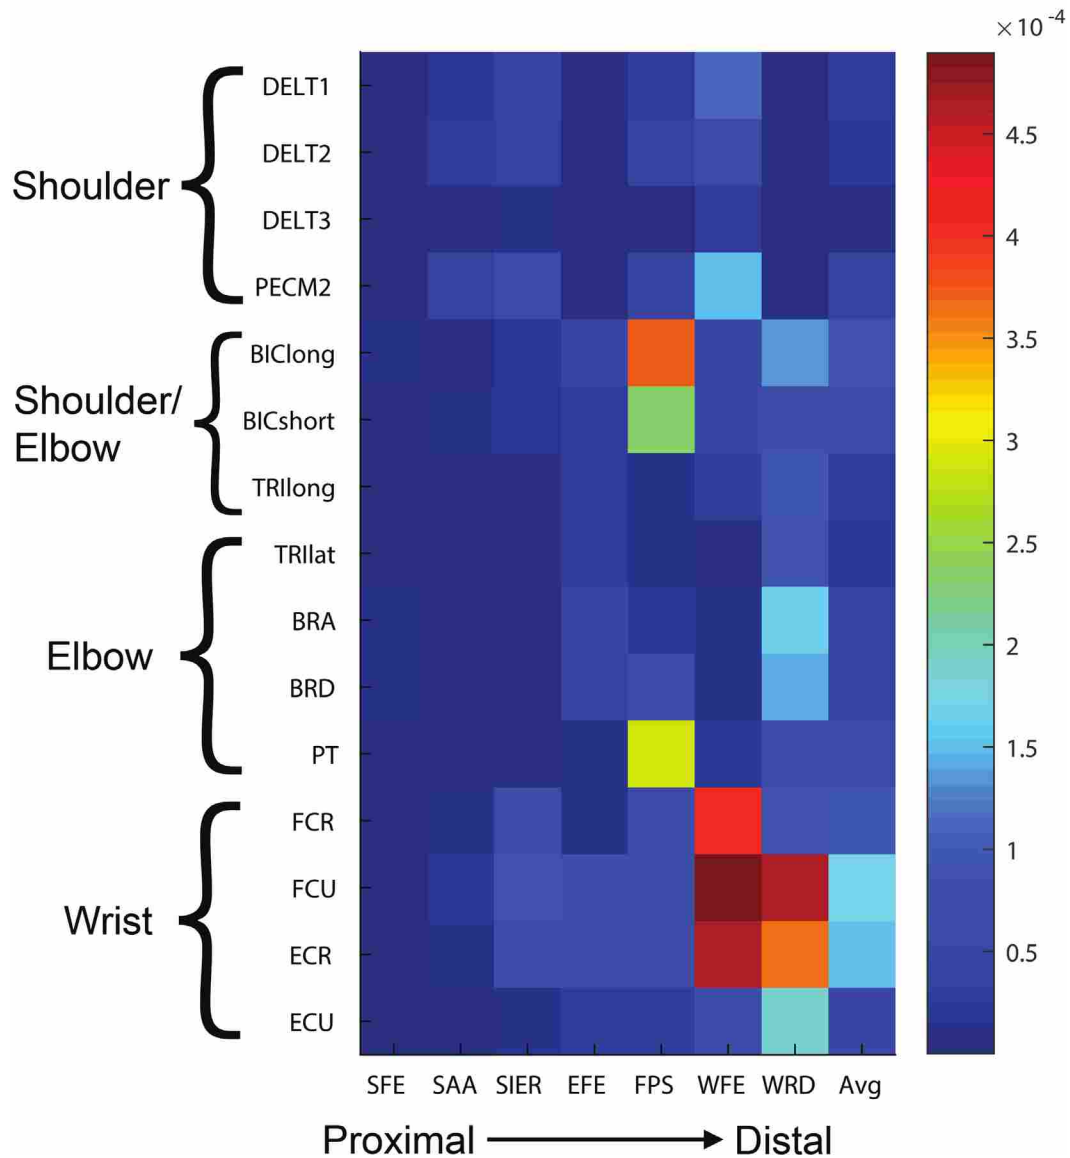 ×10 -4
DELT1
DELT2
DELT3
PECM2
Shoulder
BIClong
BICshort
TRIlong
Shoulder/
Elbow
TRIlat
BRA
BRD
PT
Elbow
FCR
FCU
ECR
ECU
Wrist
4.5
4
3.5
3
2.5
2
1.5
1
0.5
SFE SAA SIER EFE FPS WFE WRD Avg
Proximal Distal